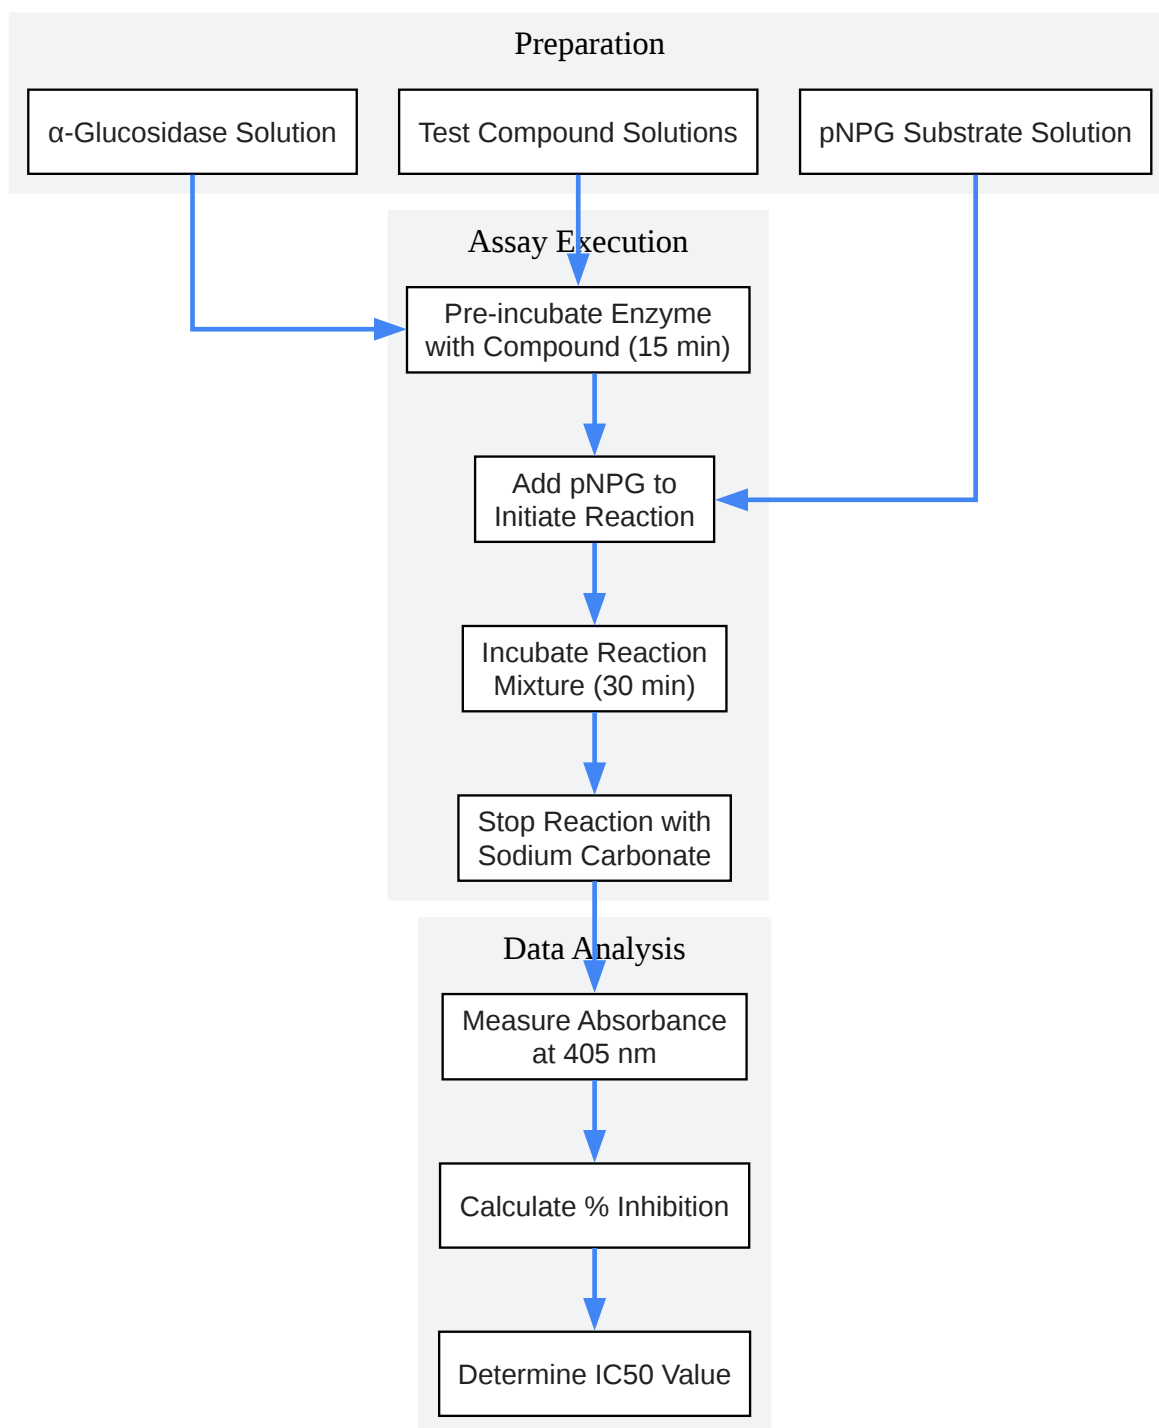 Preparation
α-Glucosidase Solution
Test Compound Solutions
pNPG Substrate Solution
Assay Execution
Pre-incubate Enzyme
with Compound (15 min)
Add pNPG to
Initiate Reaction
Incubate Reaction
Mixture (30 min)
Stop Reaction with
Sodium Carbonate
Data Analysis
Measure Absorbance
at 405 nm
Calculate % Inhibition
Determine IC50 Value